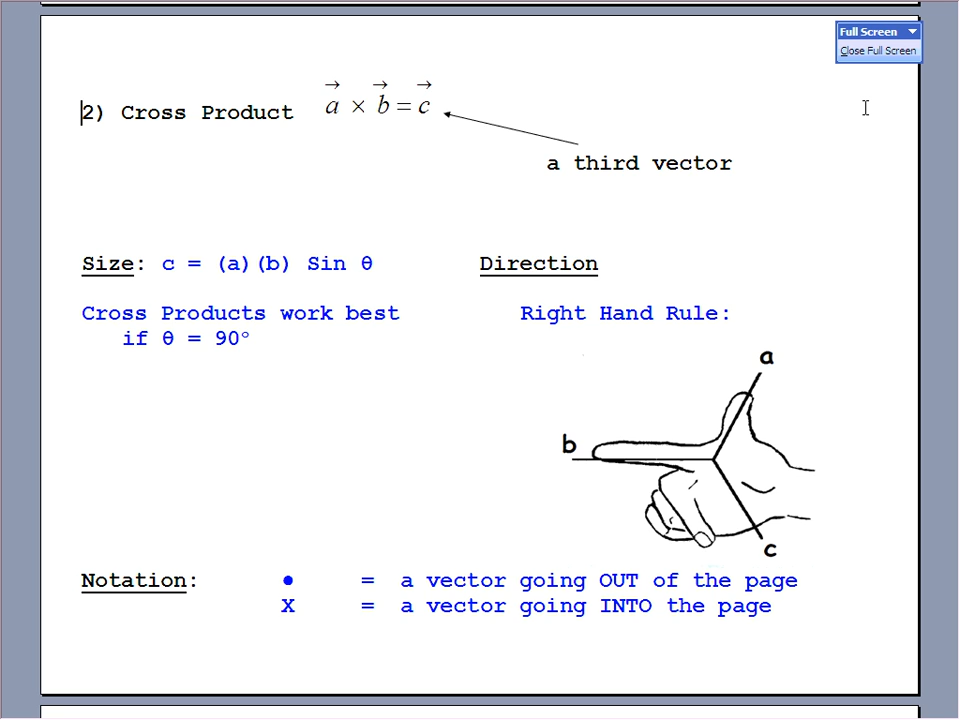 Full Screen
Close Full Screen
2) Cross Product a × b = c
a third vector
Size: c = (a)(b) Sin θ
Direction
Cross Products work best
if θ = 90°
Right Hand Rule:
a
b
c
Notation: ● = a vector going OUT of the page
X = a vector going INTO the page